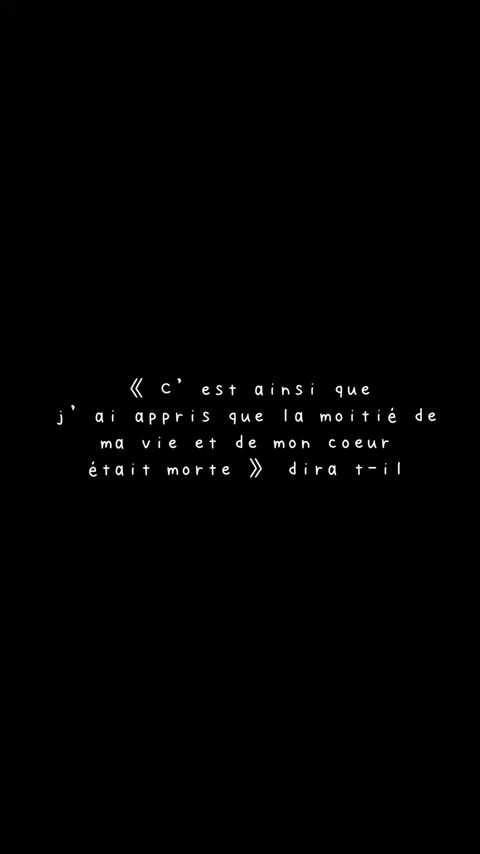 《 C' est ainsi que
j' ai appris que la moitié de
ma vie et de mon coeur
était morte 》 dira t-il